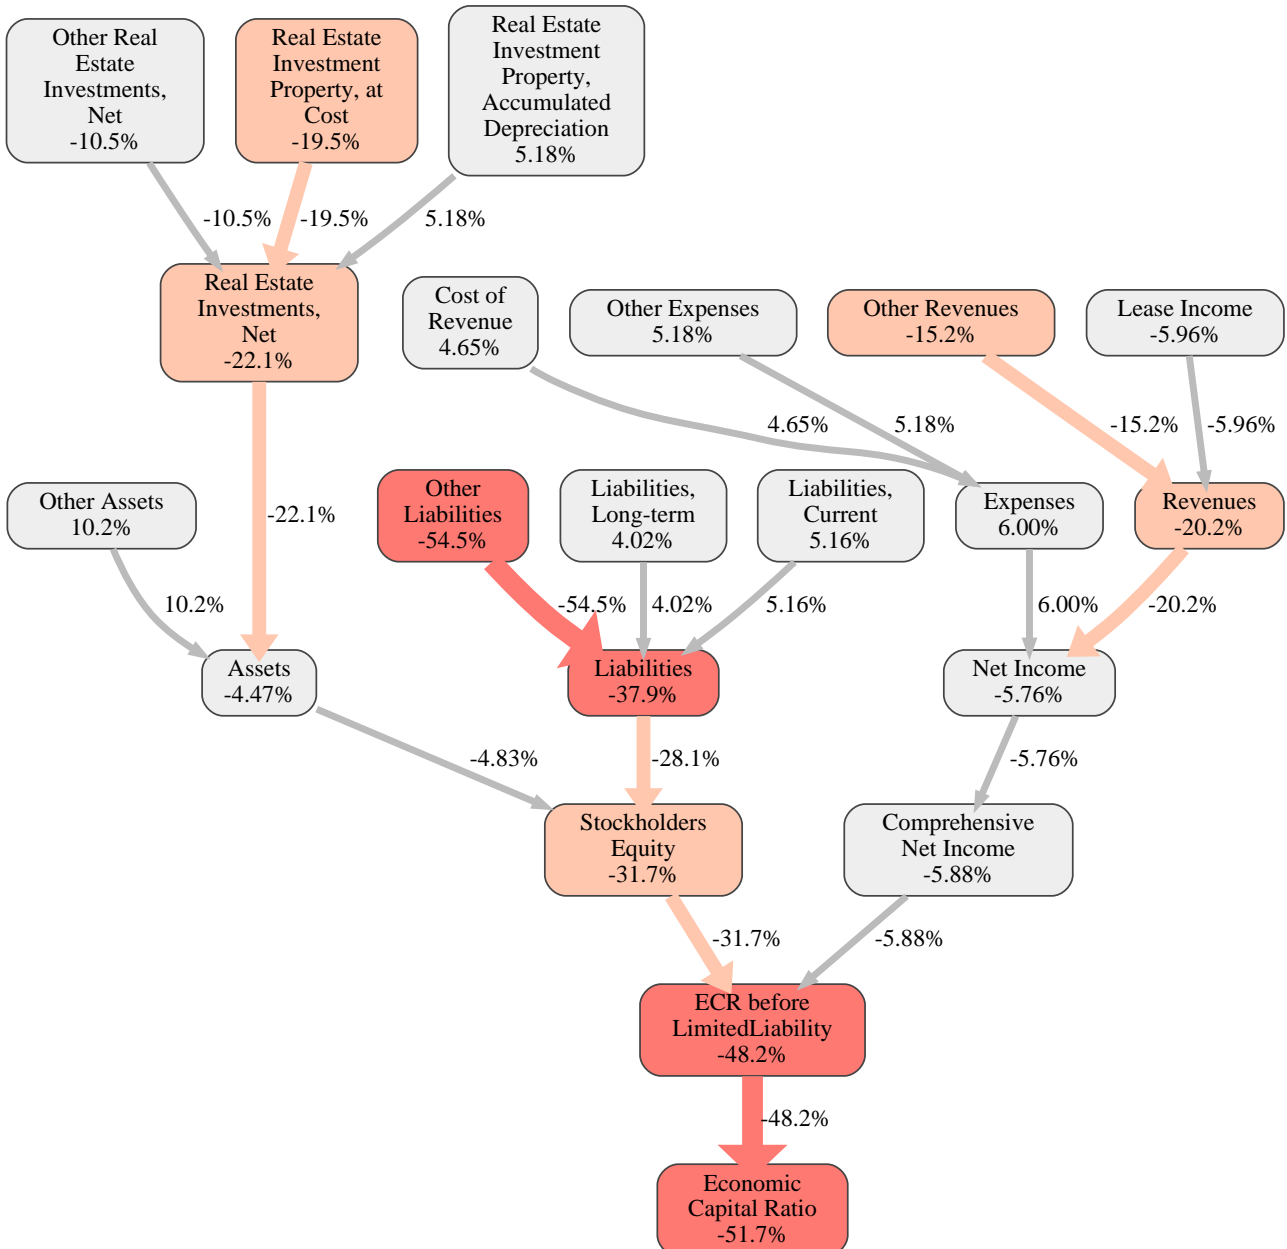 Other Real
Estate
Investments,
Net
-10.5%
Real Estate
Investment
Property, at
Cost
-19.5%
Real Estate
Investment
Property,
Accumulated
Depreciation
5.18%
-10.5%
-19.5%
5.18%
Real Estate
Investments,
Net
-22.1%
Cost of
Revenue
4.65%
Other Expenses
5.18%
Other Revenues
-15.2%
Lease Income
-5.96%
4.65%
5.18%
-15.2%
-5.96%
Other Assets
10.2%
-22.1%
Other
Liabilities
-54.5%
Liabilities,
Long-term
4.02%
Liabilities,
Current
5.16%
Expenses
6.00%
Revenues
-20.2%
10.2%
-54.5%
4.02%
5.16%
6.00%
-20.2%
Assets
-4.47%
Liabilities
-37.9%
Net Income
-5.76%
-4.83%
-28.1%
-5.76%
Stockholders
Equity
-31.7%
Comprehensive
Net Income
-5.88%
-31.7%
-5.88%
ECR before
LimitedLiability
-48.2%
-48.2%
Economic
Capital Ratio
-51.7%